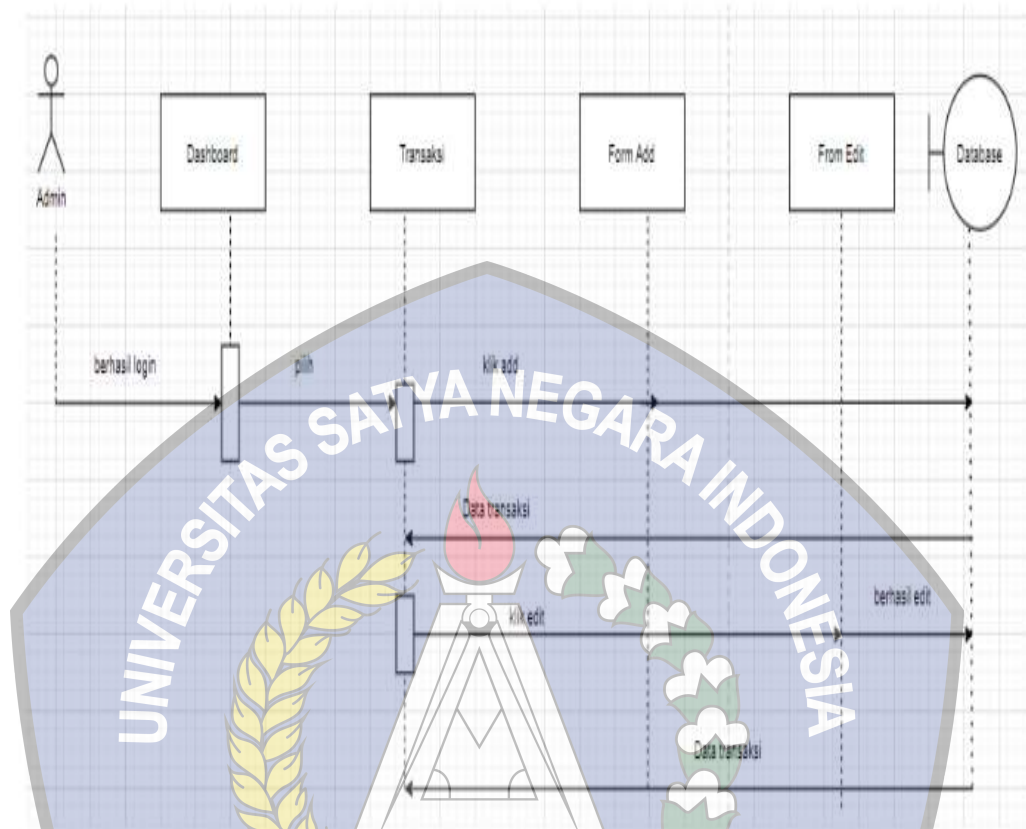 Admin
Dashboard
Transaksi
Form Add
From Edit
Database
berhasil login
pilih
klik add
UNIVERSITAS SATYA NEGARA INDONESIA
Data transaksi
berhasil edit
klik edit
Data transaksi